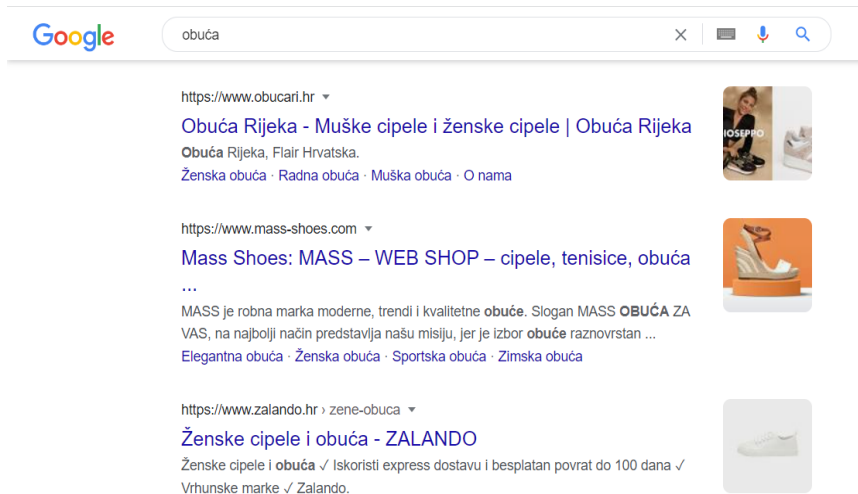 Google
obuća
https://www.obucari.hr
Obuća Rijeka - Muške cipele i ženske cipele | Obuća Rijeka
Obuća Rijeka, Flair Hrvatska.
Ženska obuća · Radna obuća · Muška obuća · O nama
IOSEPPO
https://www.mass-shoes.com
Mass Shoes: MASS – WEB SHOP – cipele, tenisice, obuća
...
MASS je robna marka moderne, trendi i kvalitetne obuće. Slogan MASS OBUĆA ZA
VAS, na najbolji način predstavlja našu misiju, jer je izbor obuće raznovrstan ...
Elegantna obuća · Ženska obuća · Sportska obuća · Zimska obuća
https://www.zalando.hr › zene-obuca
Ženske cipele i obuća - ZALANDO
Ženske cipele i obuća ✓ Iskoristi express dostavu i besplatan povrat do 100 dana ✓
Vrhunske marke ✓ Zalando.